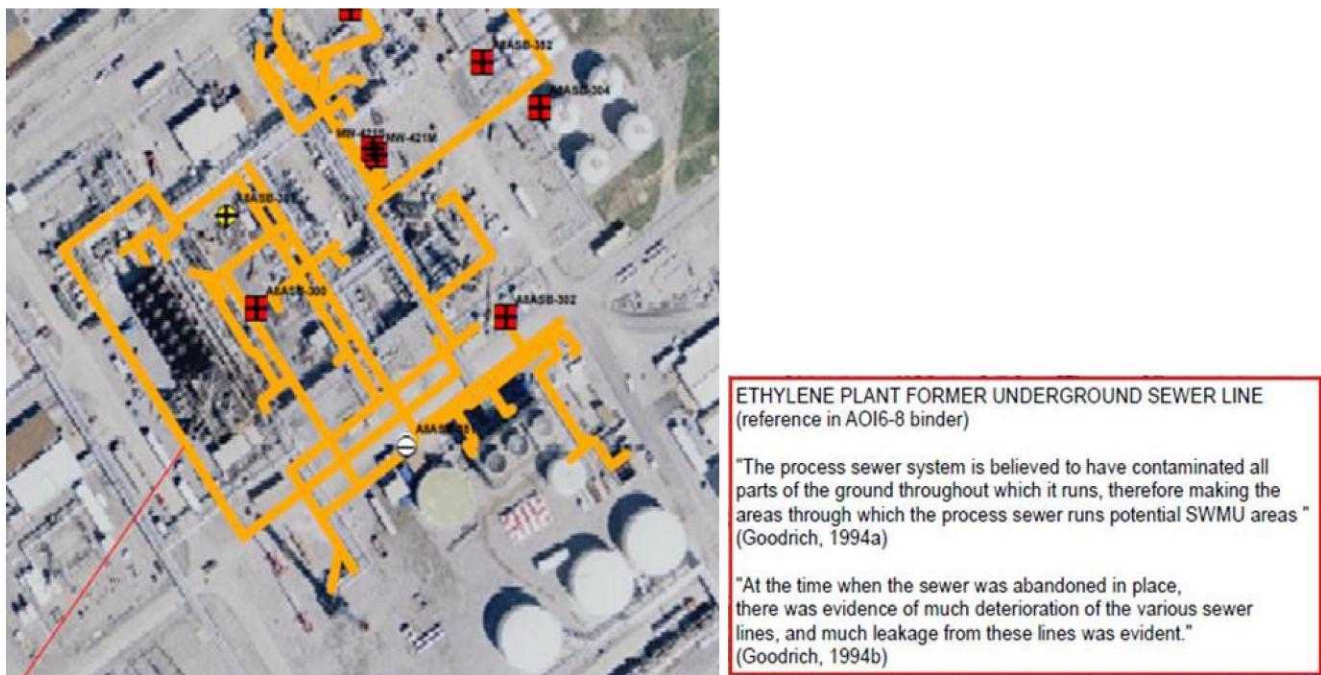 A8ASB-304
MW-421M
A8ASB-300
A8ASB-302
ETHYLENE PLANT FORMER UNDERGROUND SEWER LINE
(reference in AOI6-8 binder)
"The process sewer system is believed to have contaminated all
parts of the ground throughout which it runs, therefore making the
areas through which the process sewer runs potential SWMU areas "
(Goodrich, 1994a)
"At the time when the sewer was abandoned in place,
there was evidence of much deterioration of the various sewer
lines, and much leakage from these lines was evident."
(Goodrich, 1994b)